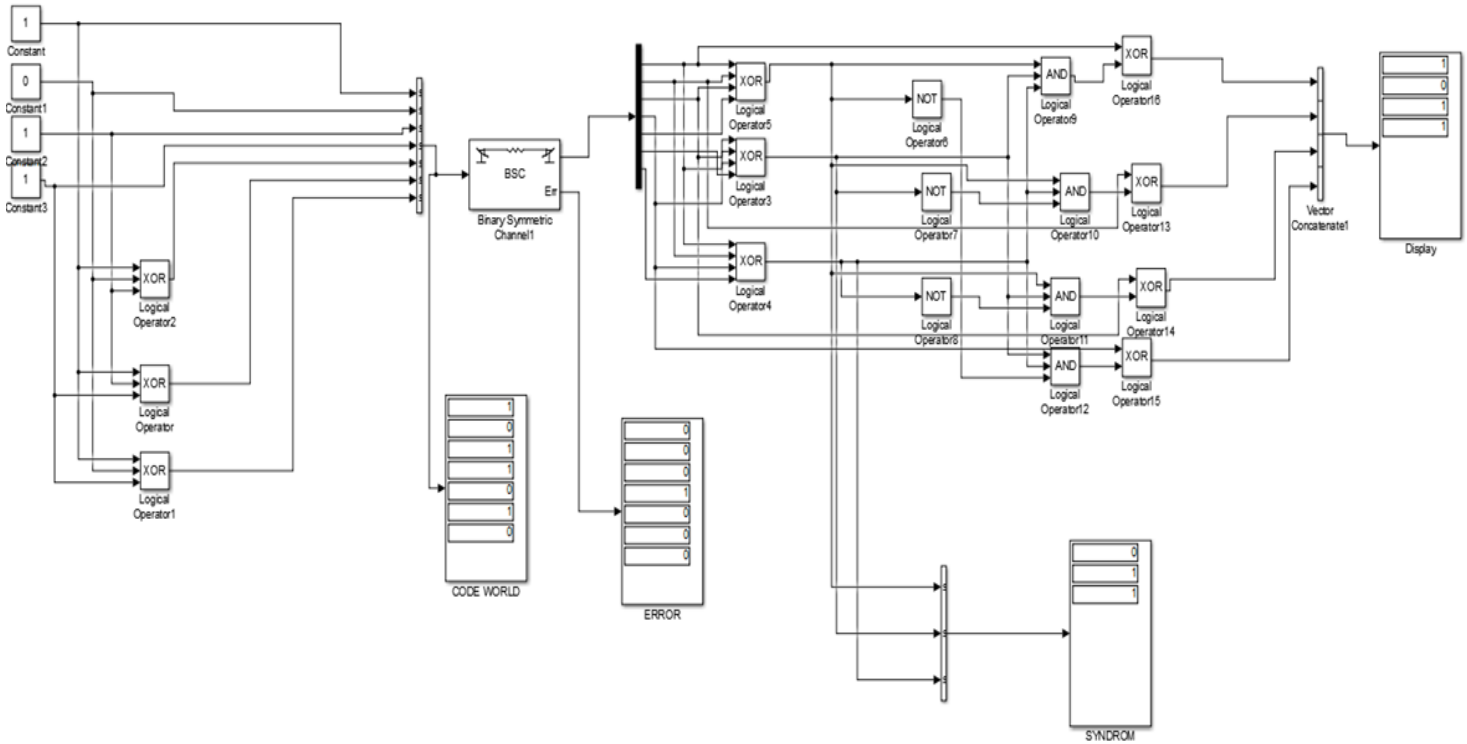 1
Constant
0
Constant1
1
Constant2
1
Constant3
XOR
Logical
Operator2
XOR
Logical
Operator
XOR
Logical
Operator1
BSC
Err
Binary Symmetric
Channel1
1
0
1
1
0
1
0
CODE WORLD
0
0
0
1
0
0
0
ERROR
XOR
Logical
Operator5
XOR
Logical
Operator3
XOR
Logical
Operator4
NOT
Logical
Operator6
NOT
Logical
Operator7
NOT
Logical
Operator8
AND
Logical
Operator9
AND
Logical
Operator10
AND
Logical
Operator11
AND
Logical
Operator12
XOR
Logical
Operator16
XOR
Logical
Operator13
XOR
Logical
Operator14
XOR
Logical
Operator15
Vector
Concatenate1
1
0
1
1
Display
0
1
1
SYNDROM